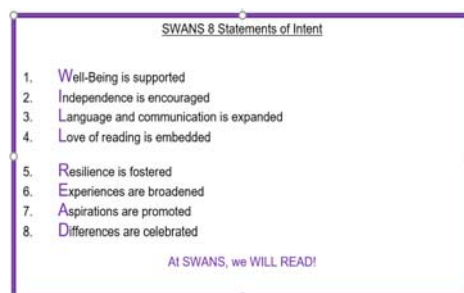 SWANS 8 Statements of Intent
1. Well-Being is supported
2. Independence is encouraged
3. Language and communication is expanded
4. Love of reading is embedded
5. Resilience is fostered
6. Experiences are broadened
7. Aspirations are promoted
8. Differences are celebrated
At SWANS, we WILL READ!